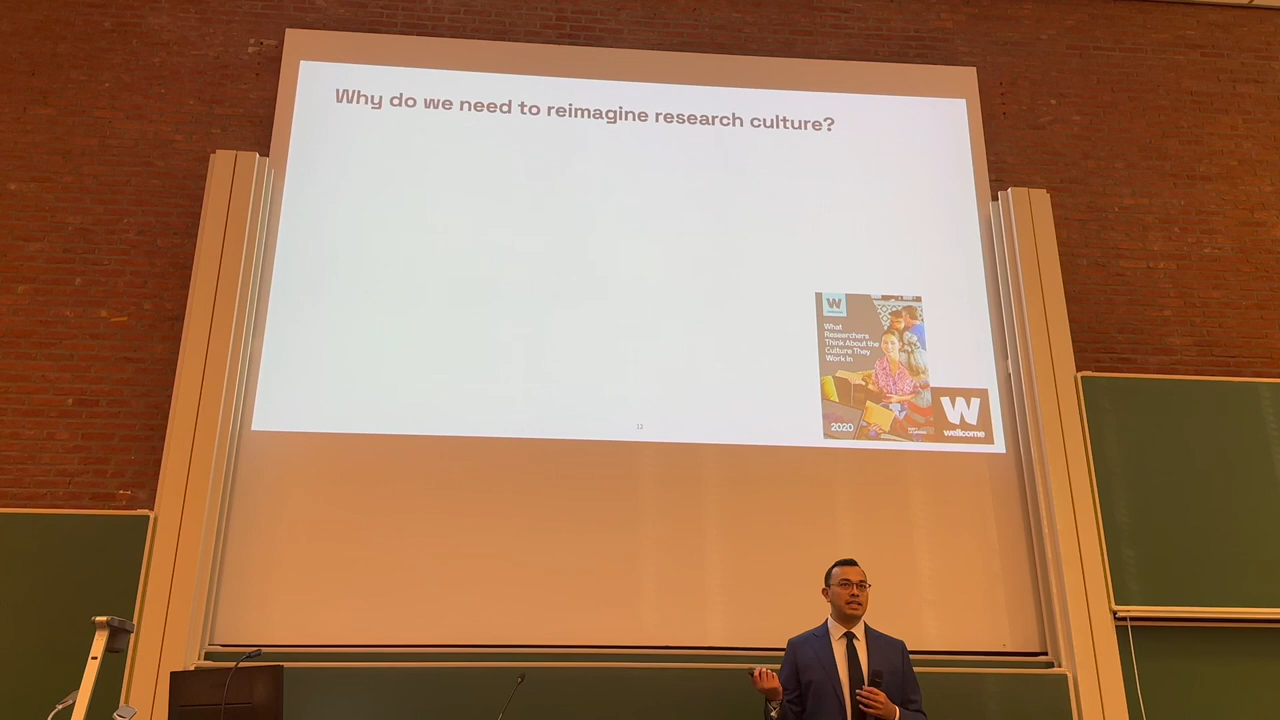 Why do we need to reimagine research culture?
W
What
Researchers
Think About the
Culture They
Work In
2020
W
wellcome
12